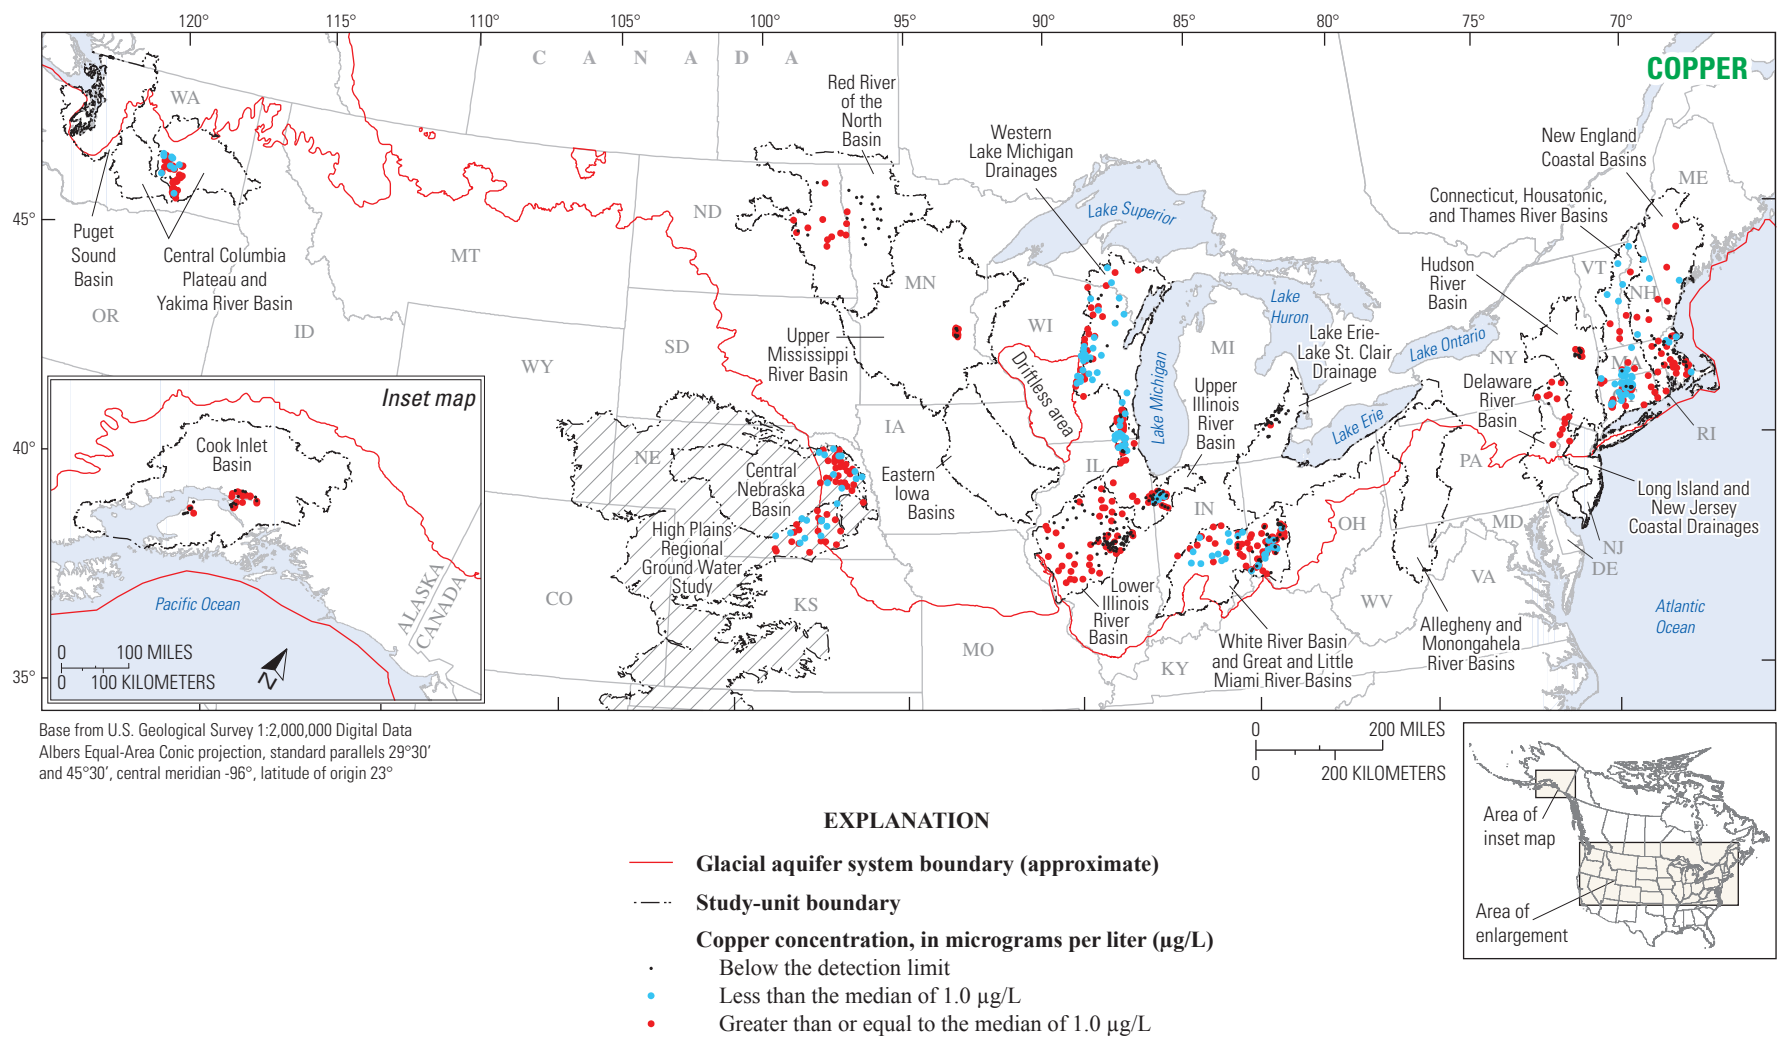 120°
115°
110°
105°
100°
95°
90°
85°
80°
75°
70°
45°
40°
35°
COPPER
C A N A D A
WA
OR
ID
MT
WY
ND
SD
NE
CO
KS
MN
IA
MO
WI
IL
MI
IN
KY
OH
WV
VA
PA
NY
MD
DE
NJ
RI
MA
NH
VT
ME
Puget
Sound
Basin
Central Columbia
Plateau and
Yakima River Basin
Red River
of the
North
Basin
Western
Lake Michigan
Drainages
New England
Coastal Basins
Connecticut, Housatonic,
and Thames River Basins
Hudson
River
Basin
Lake Superior
Lake
Huron
Lake Michigan
Lake Ontario
Lake Erie
Lake Erie-
Lake St. Clair
Drainage
Upper
Mississippi
River Basin
Driftless area
Upper
Illinois
River
Basin
Delaware
River
Basin
Eastern
Iowa
Basins
Central
Nebraska
Basin
High Plains
Regional
Ground Water
Study
Lower
Illinois
River
Basin
White River Basin
and Great and Little
Miami River Basins
Allegheny and
Monongahela
River Basins
Long Island and
New Jersey
Coastal Drainages
Atlantic
Ocean
Inset map
Cook Inlet
Basin
Pacific Ocean
ALASKA
CANADA
0 100 MILES
0 100 KILOMETERS
N
Base from U.S. Geological Survey 1:2,000,000 Digital Data
Albers Equal-Area Conic projection, standard parallels 29°30′
and 45°30′, central meridian -96°, latitude of origin 23°
0 200 MILES
0 200 KILOMETERS
Area of
inset map
Area of
enlargement
EXPLANATION
Glacial aquifer system boundary (approximate)
Study-unit boundary
Copper concentration, in micrograms per liter (µg/L)
Below the detection limit
Less than the median of 1.0 µg/L
Greater than or equal to the median of 1.0 µg/L